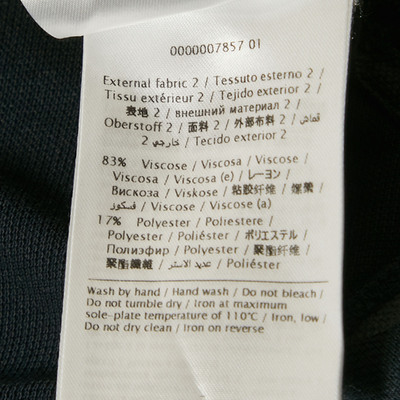 0000007857 01
External fabric 2 / Tessuto esterno 2 /
Tissu extérieur 2 / Tejido exterior 2 /
表地 2 / внешний материал 2 /
Oberstoff 2 / 面料 2 / 外部布料 2 / قماش
2 خارجي / Tecido exterior 2
83% Viscose / Viscosa / Viscose /
Viscosa / Viscosa (e) / レーヨン /
Вискоза / Viskose / 粘胶纤维 / 嫘縈 /
فسكوز / Viscose / Viscose (a)
17% Polyester / Poliestere /
Polyester / Poliéster / ポリエステル /
Полиэфир / Polyester / 聚酯纤维 /
聚酯纖維 / عديد الاستر / Poliéster
Wash by hand / Hand wash / Do not bleach /
Do not tumble dry / Iron at maximum
sole-plate temperature of 110°C / Iron, low /
Do not dry clean / Iron on reverse